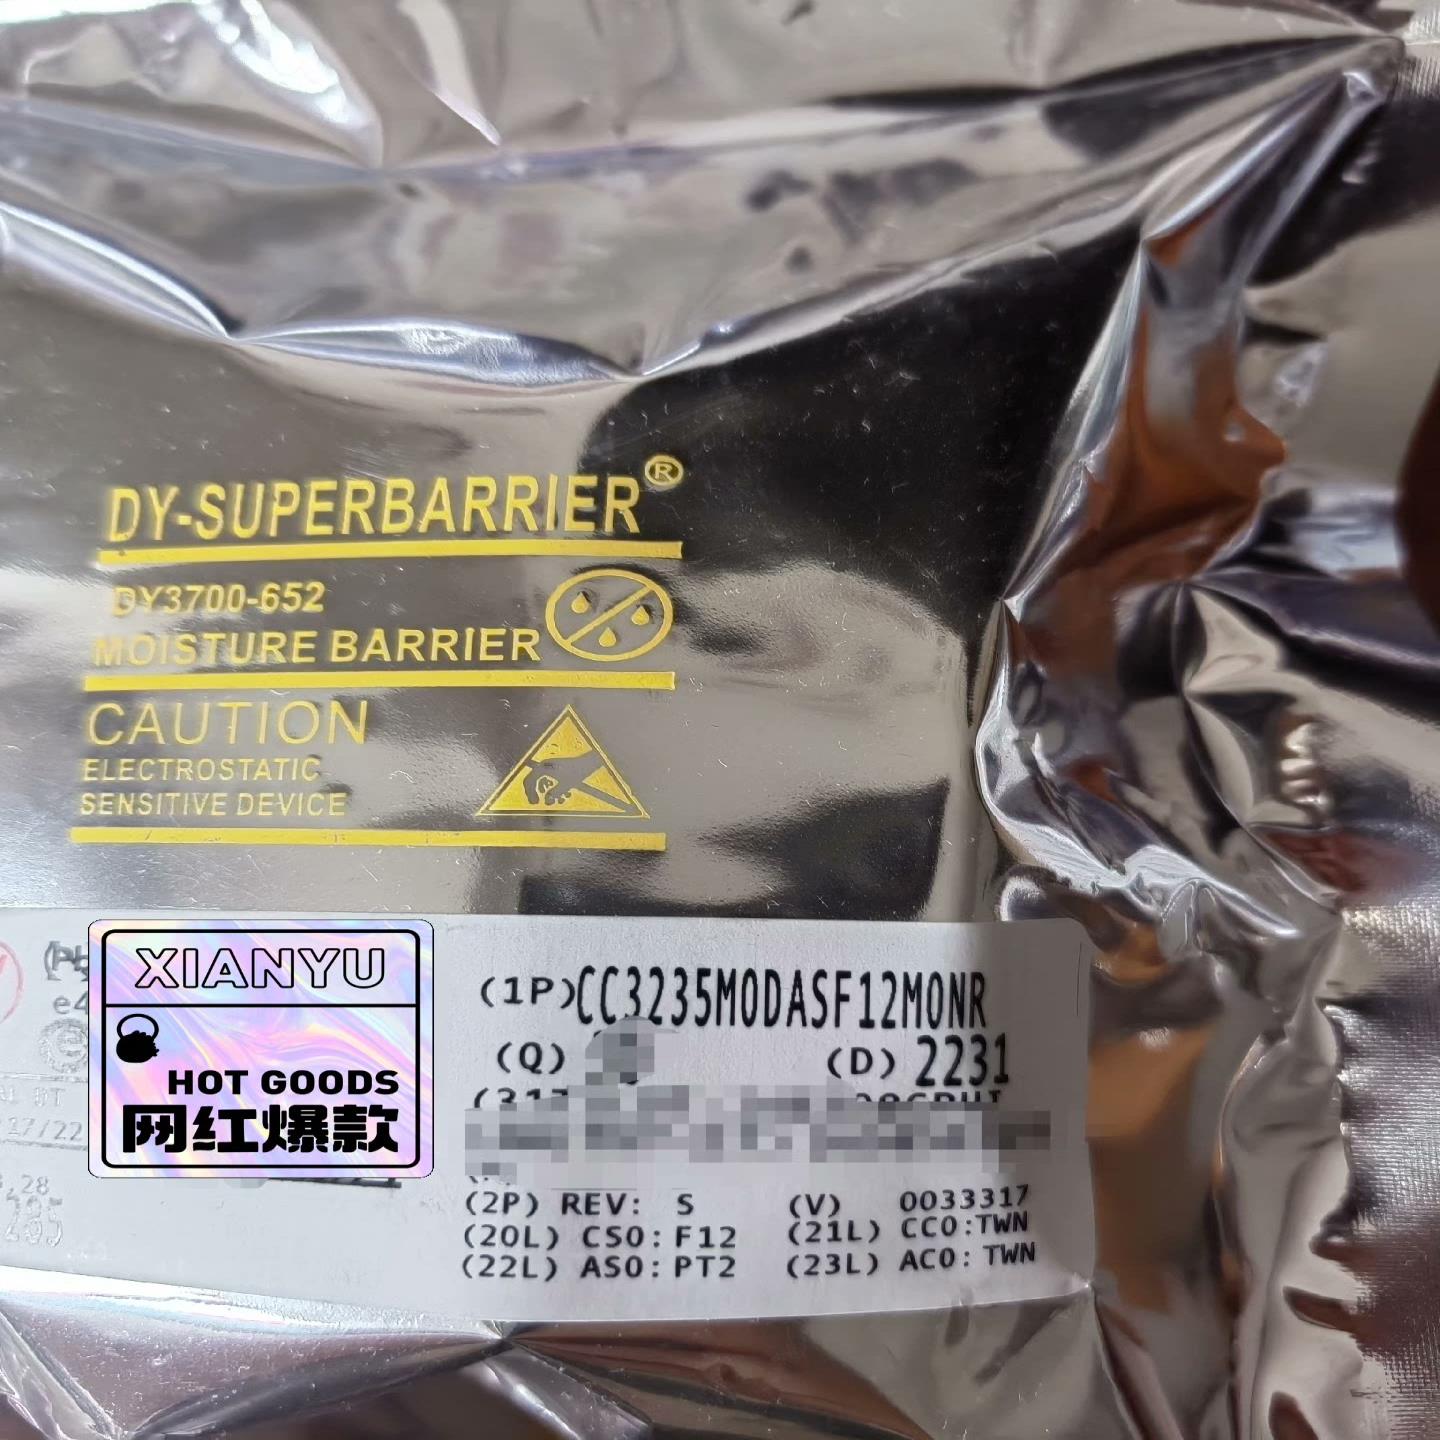 DY-SUPERBARRIER®
DY3700-652
MOISTURE BARRIER
CAUTION
ELECTROSTATIC
SENSITIVE DEVICE
XIANYU
HOT GOODS
网红爆款
e4
(1P)CC3235MODASF12MONR
(Q)
(D) 2231
(2P) REV: S (V) 0033317
(20L) CSO: F12 (21L) CCO:TWN
(22L) ASO: PT2 (23L) ACO: TWN